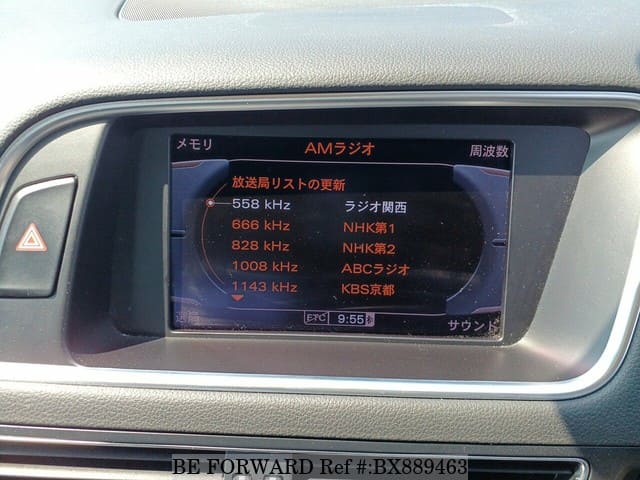 メモリ AMラジオ 周波数
放送局リストの更新
558 kHz ラジオ関西
666 kHz NHK第1
828 kHz NHK第2
1008 kHz ABCラジオ
1143 kHz KBS京都
ETC 9:55
サウンド
BE FORWARD Ref #:BX889463